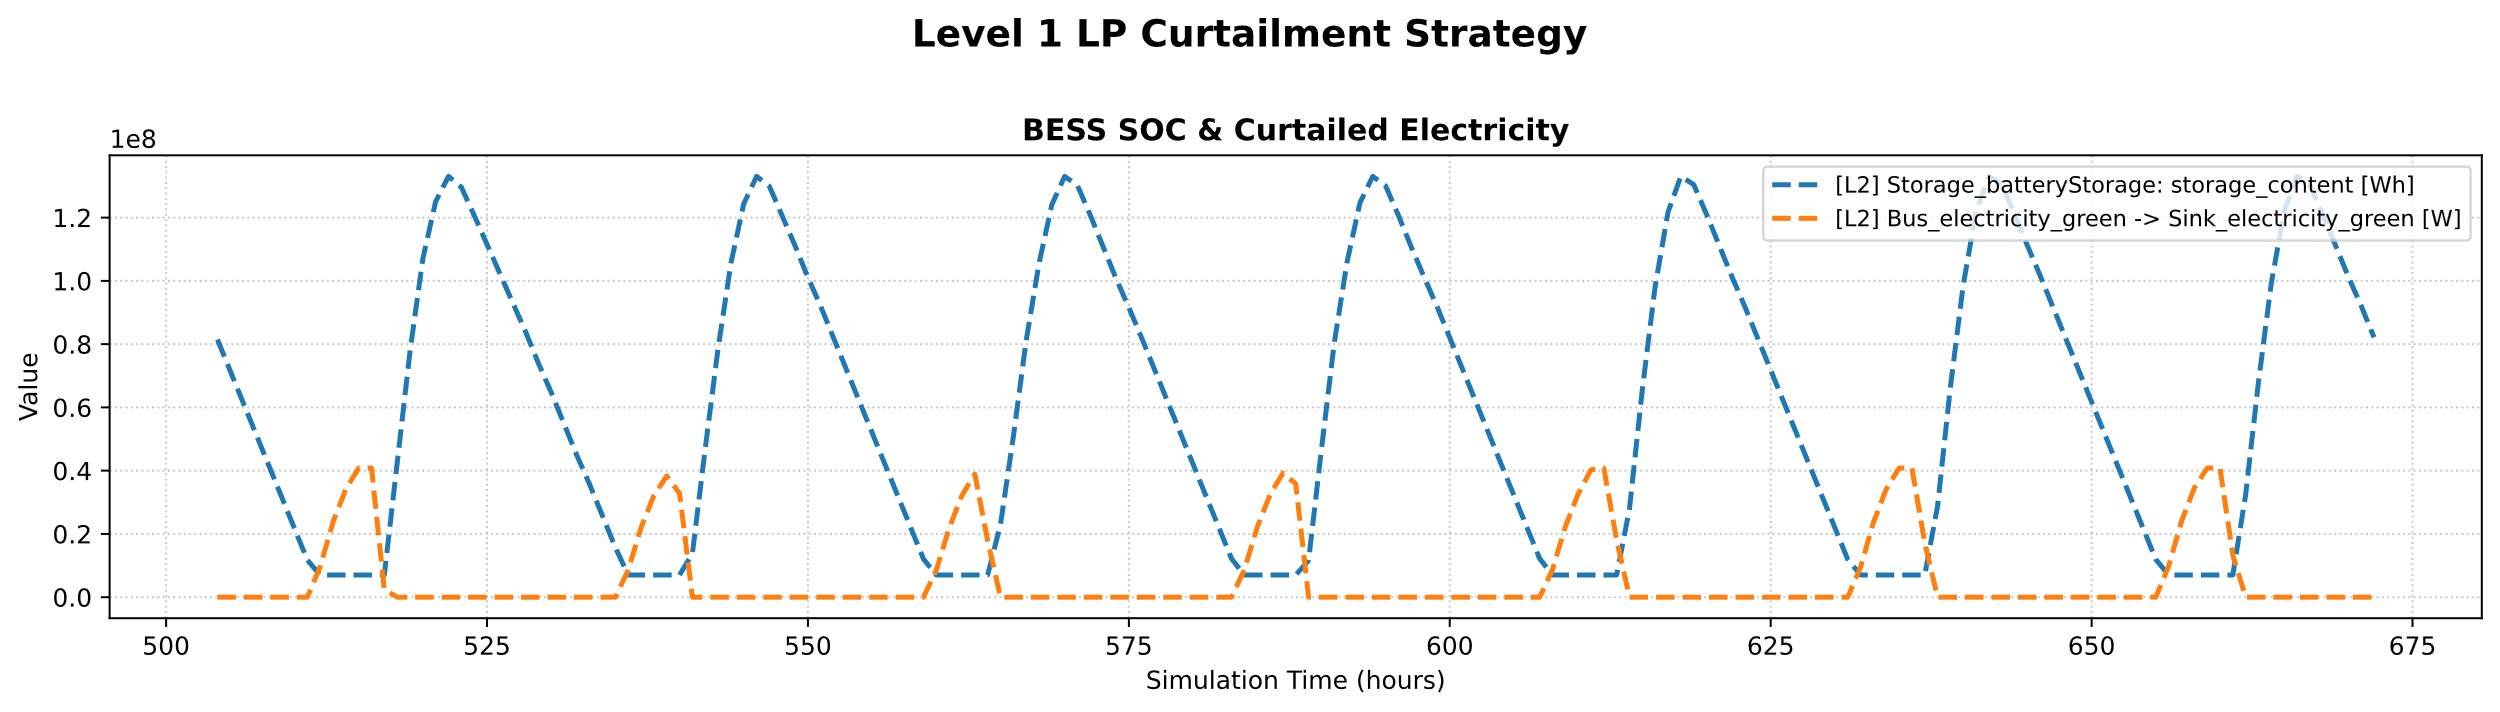 Level 1 LP Curtailment Strategy
BESS SOC & Curtailed Electricity
1e8
[L2] Storage_batteryStorage: storage_content [Wh]
[L2] Bus_electricity_green -> Sink_electricity_green [W]
Value
1.2
1.0
0.8
0.6
0.4
0.2
0.0
500 525 550 575 600 625 650 675
Simulation Time (hours)